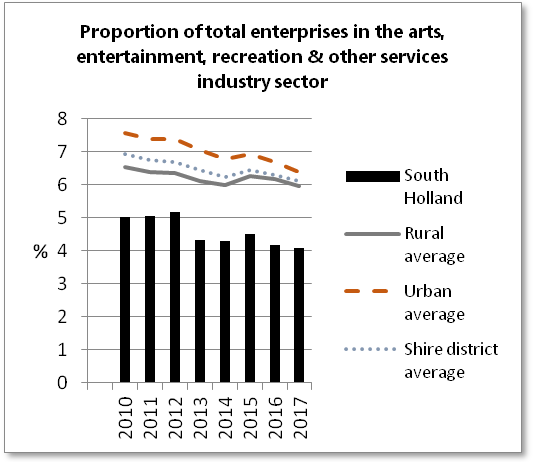 Proportion of total enterprises in the arts,
entertainment, recreation & other services
industry sector
8
7
6
5
4
3
2
1
0
%
2010
2011
2012
2013
2014
2015
2016
2017
South
Holland
Rural
average
Urban
average
Shire district
average